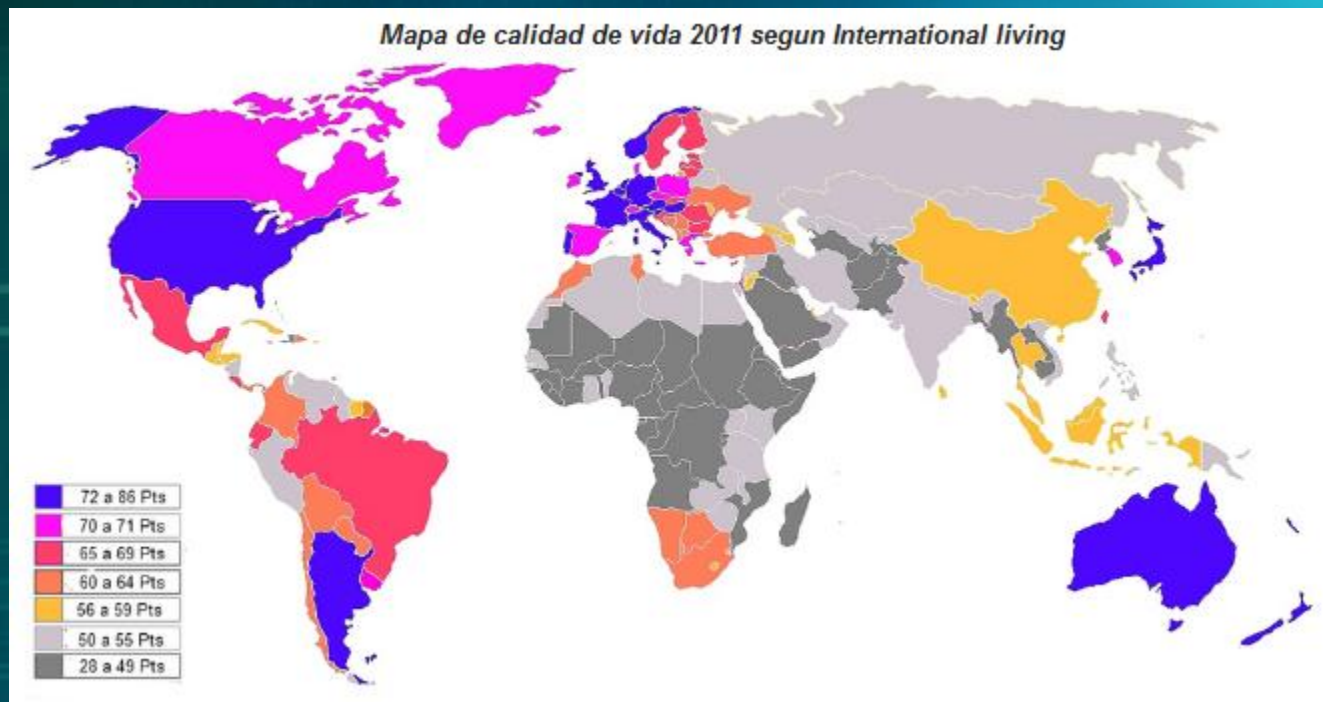 Mapa de calidad de vida 2011 segun International living
72 a 86 Pts
70 a 71 Pts
65 a 69 Pts
60 a 64 Pts
56 a 59 Pts
50 a 55 Pts
28 a 49 Pts